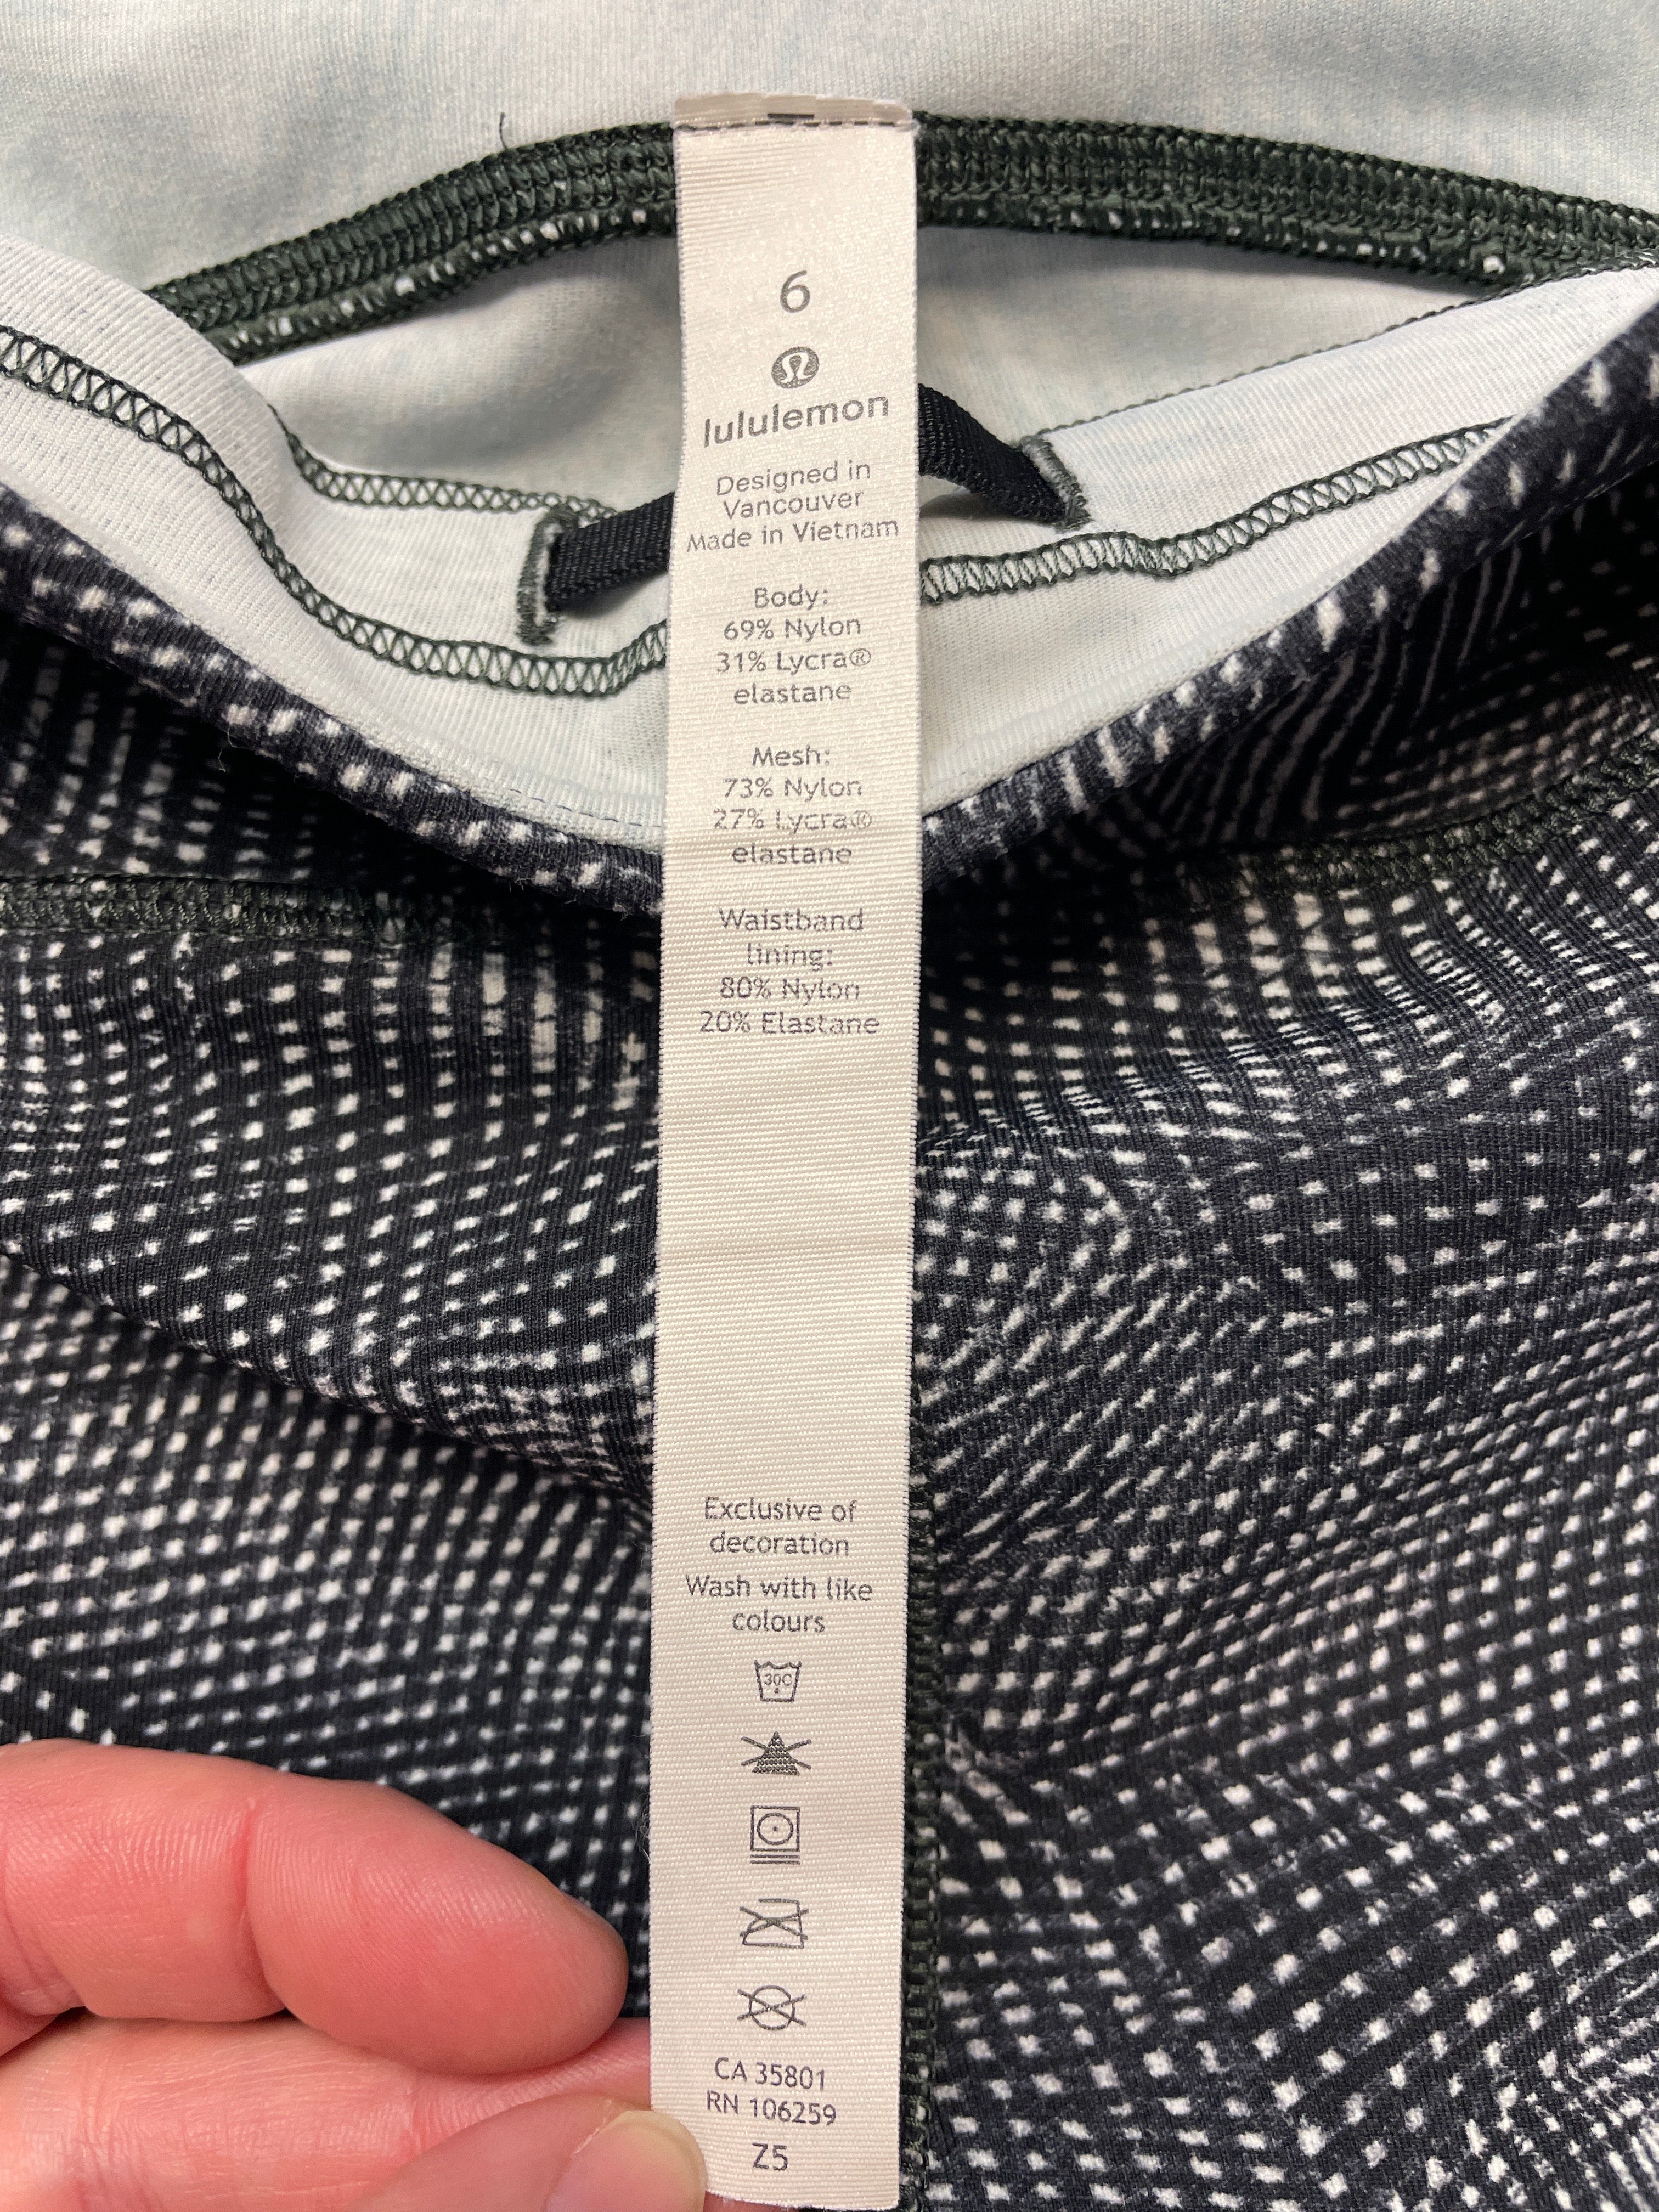 6
lululemon
Designed in
Vancouver
Made in Vietnam
Body:
69% Nylon
31% Lycra®
elastane
Mesh:
73% Nylon
27% Lycra®
elastane
Waistband
lining:
80% Nylon
20% Elastane
Exclusive of
decoration
Wash with like
colours
30C
CA 35801
RN 106259
Z5